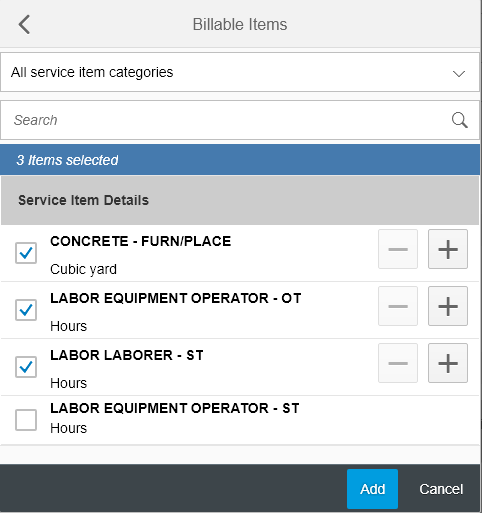 Billable Items
All service item categories
Search
3 Items selected
Service Item Details
CONCRETE - FURN/PLACE
Cubic yard
LABOR EQUIPMENT OPERATOR - OT
Hours
LABOR LABORER - ST
Hours
LABOR EQUIPMENT OPERATOR - ST
Hours
Add Cancel